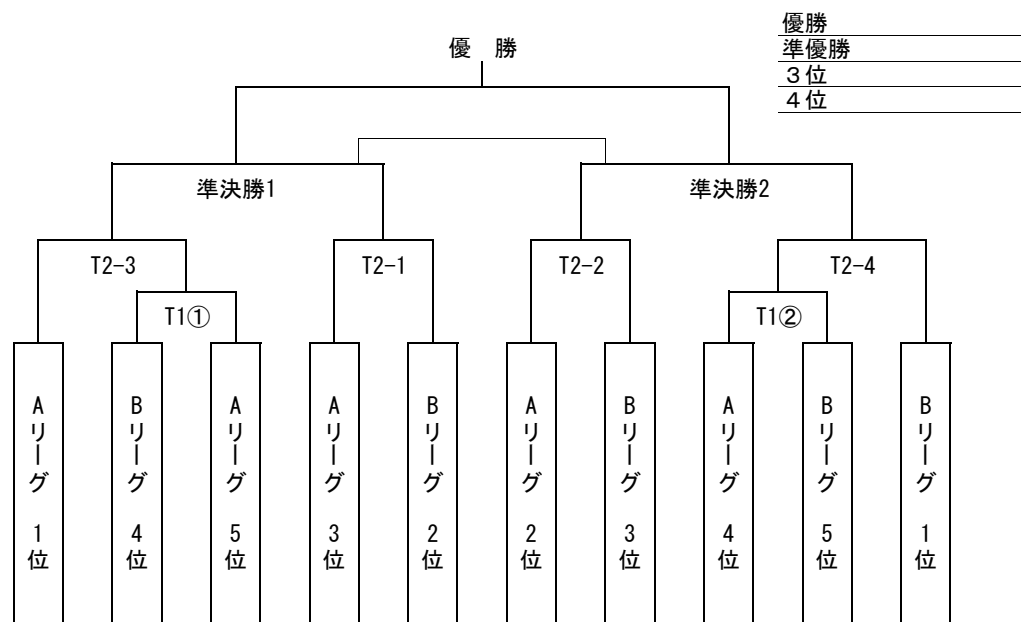 優勝
準優勝
３位
４位
優　勝
準決勝1
準決勝2
T2-3
T2-1
T2-2
T2-4
T1①
T1②
Aリーグ　1位
Bリーグ　4位
Aリーグ　5位
Aリーグ　3位
Bリーグ　2位
Aリーグ　2位
Bリーグ　3位
Aリーグ　4位
Bリーグ　5位
Bリーグ　1位